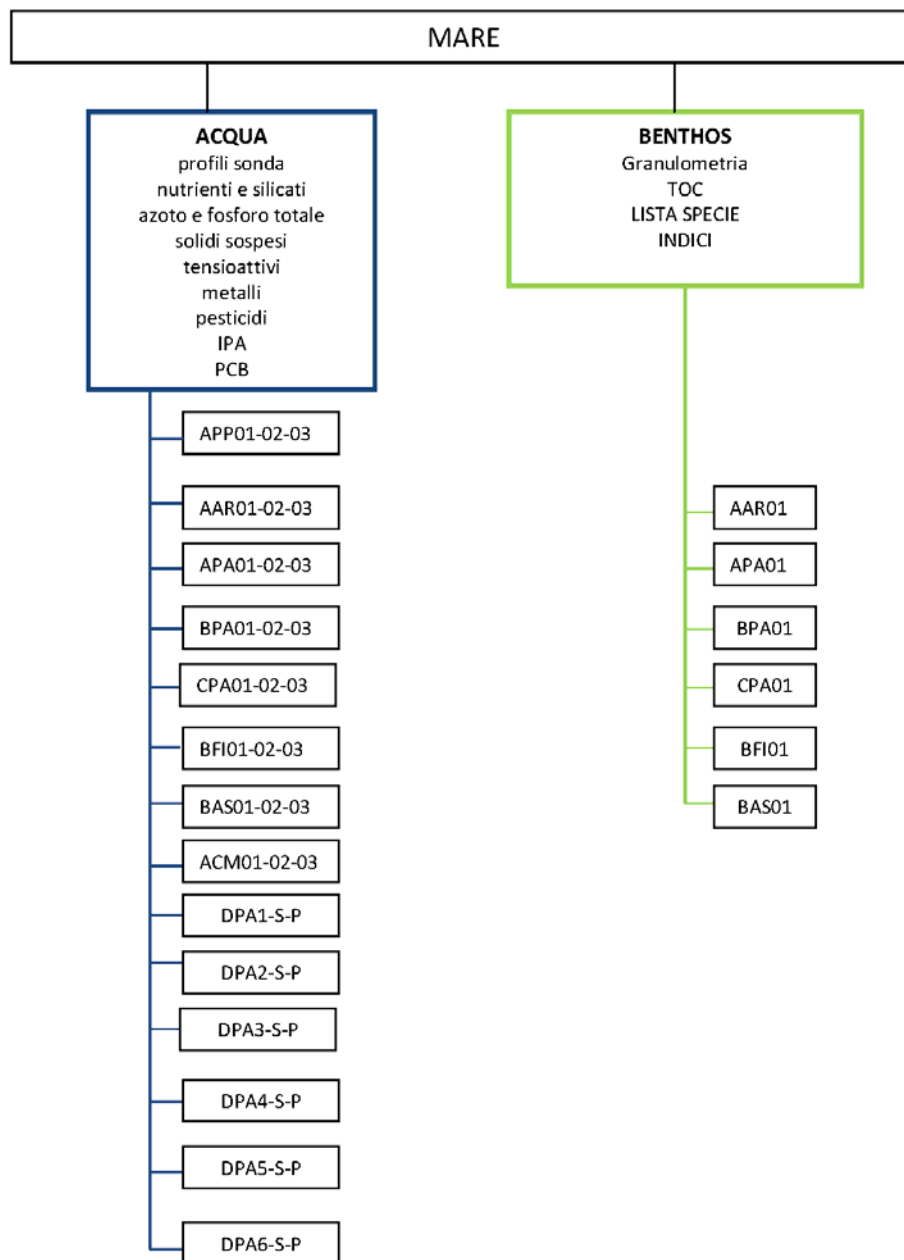 MARE
ACQUA
profili sonda
nutrienti e silicati
azoto e fosforo totale
solidi sospesi
tensioattivi
metalli
pesticidi
IPA
PCB
BENTHOS
Granulometria
TOC
LISTA SPECIE
INDICI
APP01-02-03
AAR01-02-03
APA01-02-03
BPA01-02-03
CPA01-02-03
BFI01-02-03
BAS01-02-03
ACM01-02-03
DPA1-S-P
DPA2-S-P
DPA3-S-P
DPA4-S-P
DPA5-S-P
DPA6-S-P
AAR01
APA01
BPA01
CPA01
BFI01
BAS01